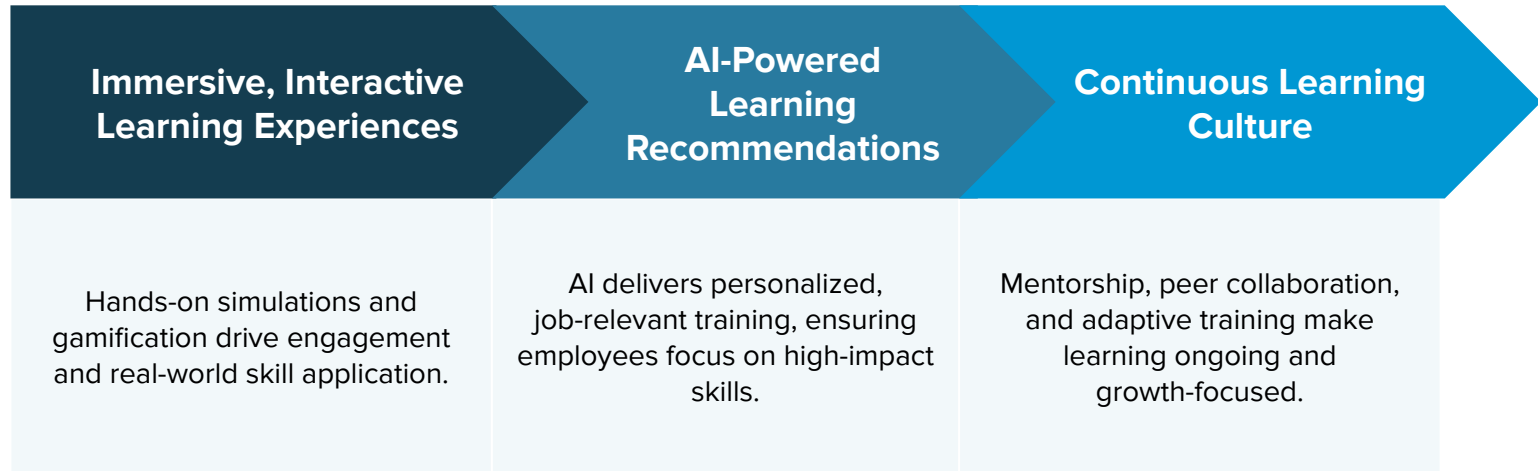 Immersive, Interactive
Learning Experiences
AI-Powered
Learning
Recommendations
Continuous Learning
Culture
Hands-on simulations and
gamification drive engagement
and real-world skill application.
AI delivers personalized,
job-relevant training, ensuring
employees focus on high-impact
skills.
Mentorship, peer collaboration,
and adaptive training make
learning ongoing and
growth-focused.